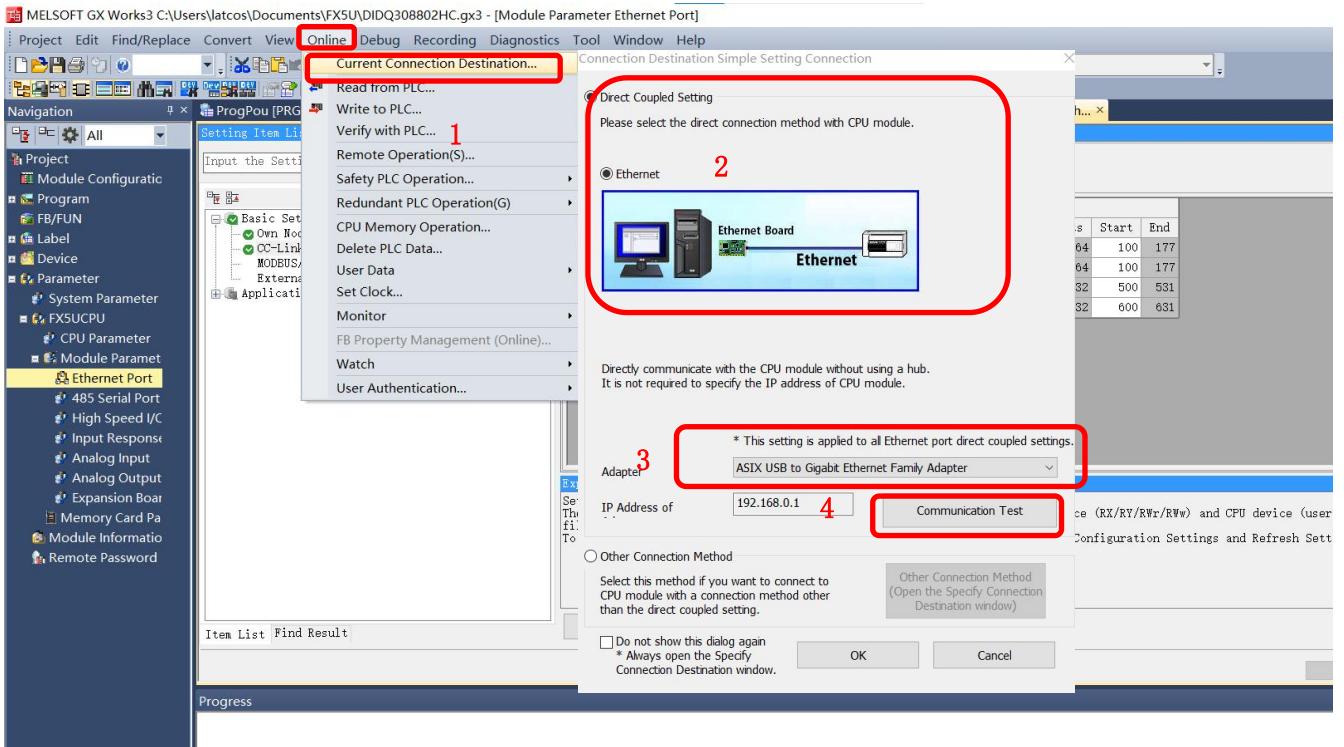 MELSOFT GX Works3 C:\Users\latcos\Documents\FX5U\DIDQ308802HC.gx3 - [Module Parameter Ethernet Port]
Project Edit Find/Replace Convert View Online Debug Recording Diagnostics Tool Window Help
Navigation
ProgPou [PRG
All
Project
Module Configuratic
Program
FB/FUN
Label
Device
Parameter
System Parameter
FX5UCPU
CPU Parameter
Module Paramet
Ethernet Port
485 Serial Port
High Speed I/C
Input Response
Analog Input
Analog Output
Expansion Boar
Memory Card Pa
Module Informatio
Remote Password
Setting Item Li
Input the Setti
Basic Set
Own Nod
CC-Link
MODBUS/
Externa
Applicati
Item List Find Result
Current Connection Destination...
Read from PLC...
Write to PLC...
Verify with PLC...
1
Remote Operation(S)...
Safety PLC Operation...
Redundant PLC Operation(G)
CPU Memory Operation...
Delete PLC Data...
User Data
Set Clock...
Monitor
FB Property Management (Online)...
Watch
User Authentication...
Connection Destination Simple Setting Connection
Direct Coupled Setting
Please select the direct connection method with CPU module.
2
Ethernet
Ethernet Board
Ethernet
Directly communicate with the CPU module without using a hub.
It is not required to specify the IP address of CPU module.
* This setting is applied to all Ethernet port direct coupled settings.
3
Adapter
ASIX USB to Gigabit Ethernet Family Adapter
IP Address of
192.168.0.1
4
Communication Test
Other Connection Method
Select this method if you want to connect to
CPU module with a connection method other
than the direct coupled setting.
Other Connection Method
(Open the Specify Connection
Destination window)
Do not show this dialog again
* Always open the Specify
Connection Destination window.
OK
Cancel
h...
s Start End
64 100 177
64 100 177
32 500 531
32 600 631
ce (RX/RY/RWr/RWw) and CPU device (user
Configuration Settings and Refresh Sett
Progress